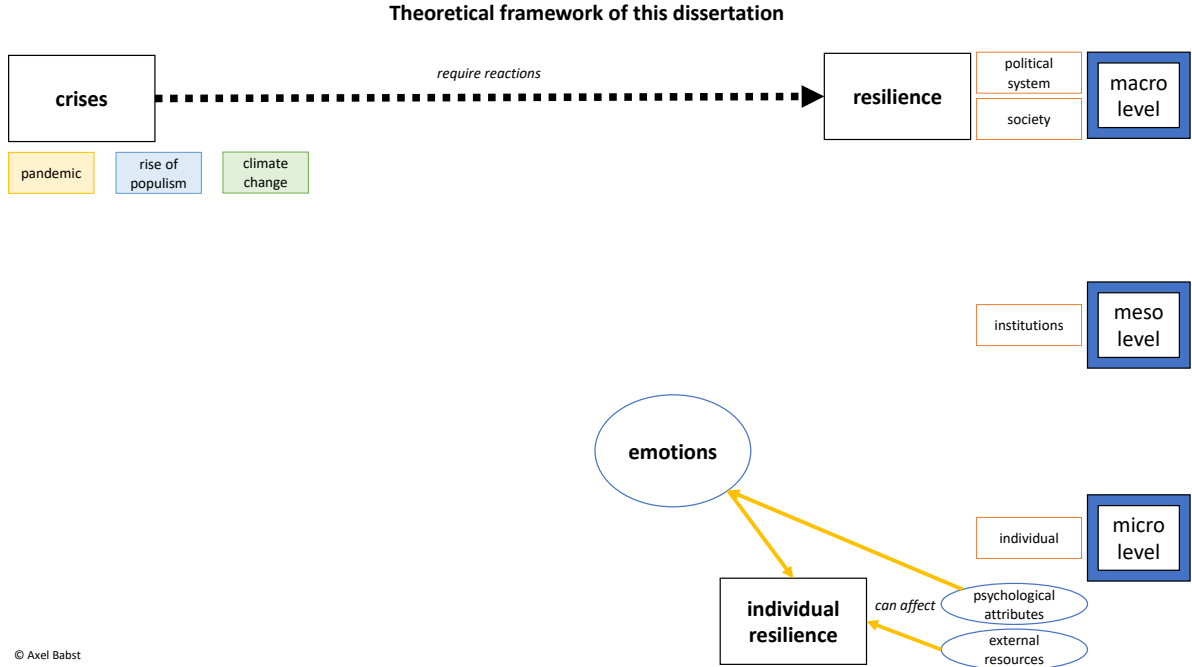 Theoretical framework of this dissertation
crises
require reactions
resilience
political
system
society
macro
level
pandemic
rise of
populism
climate
change
institutions
meso
level
emotions
individual
micro
level
individual
resilience
can affect
psychological
attributes
external
resources
© Axel Babst